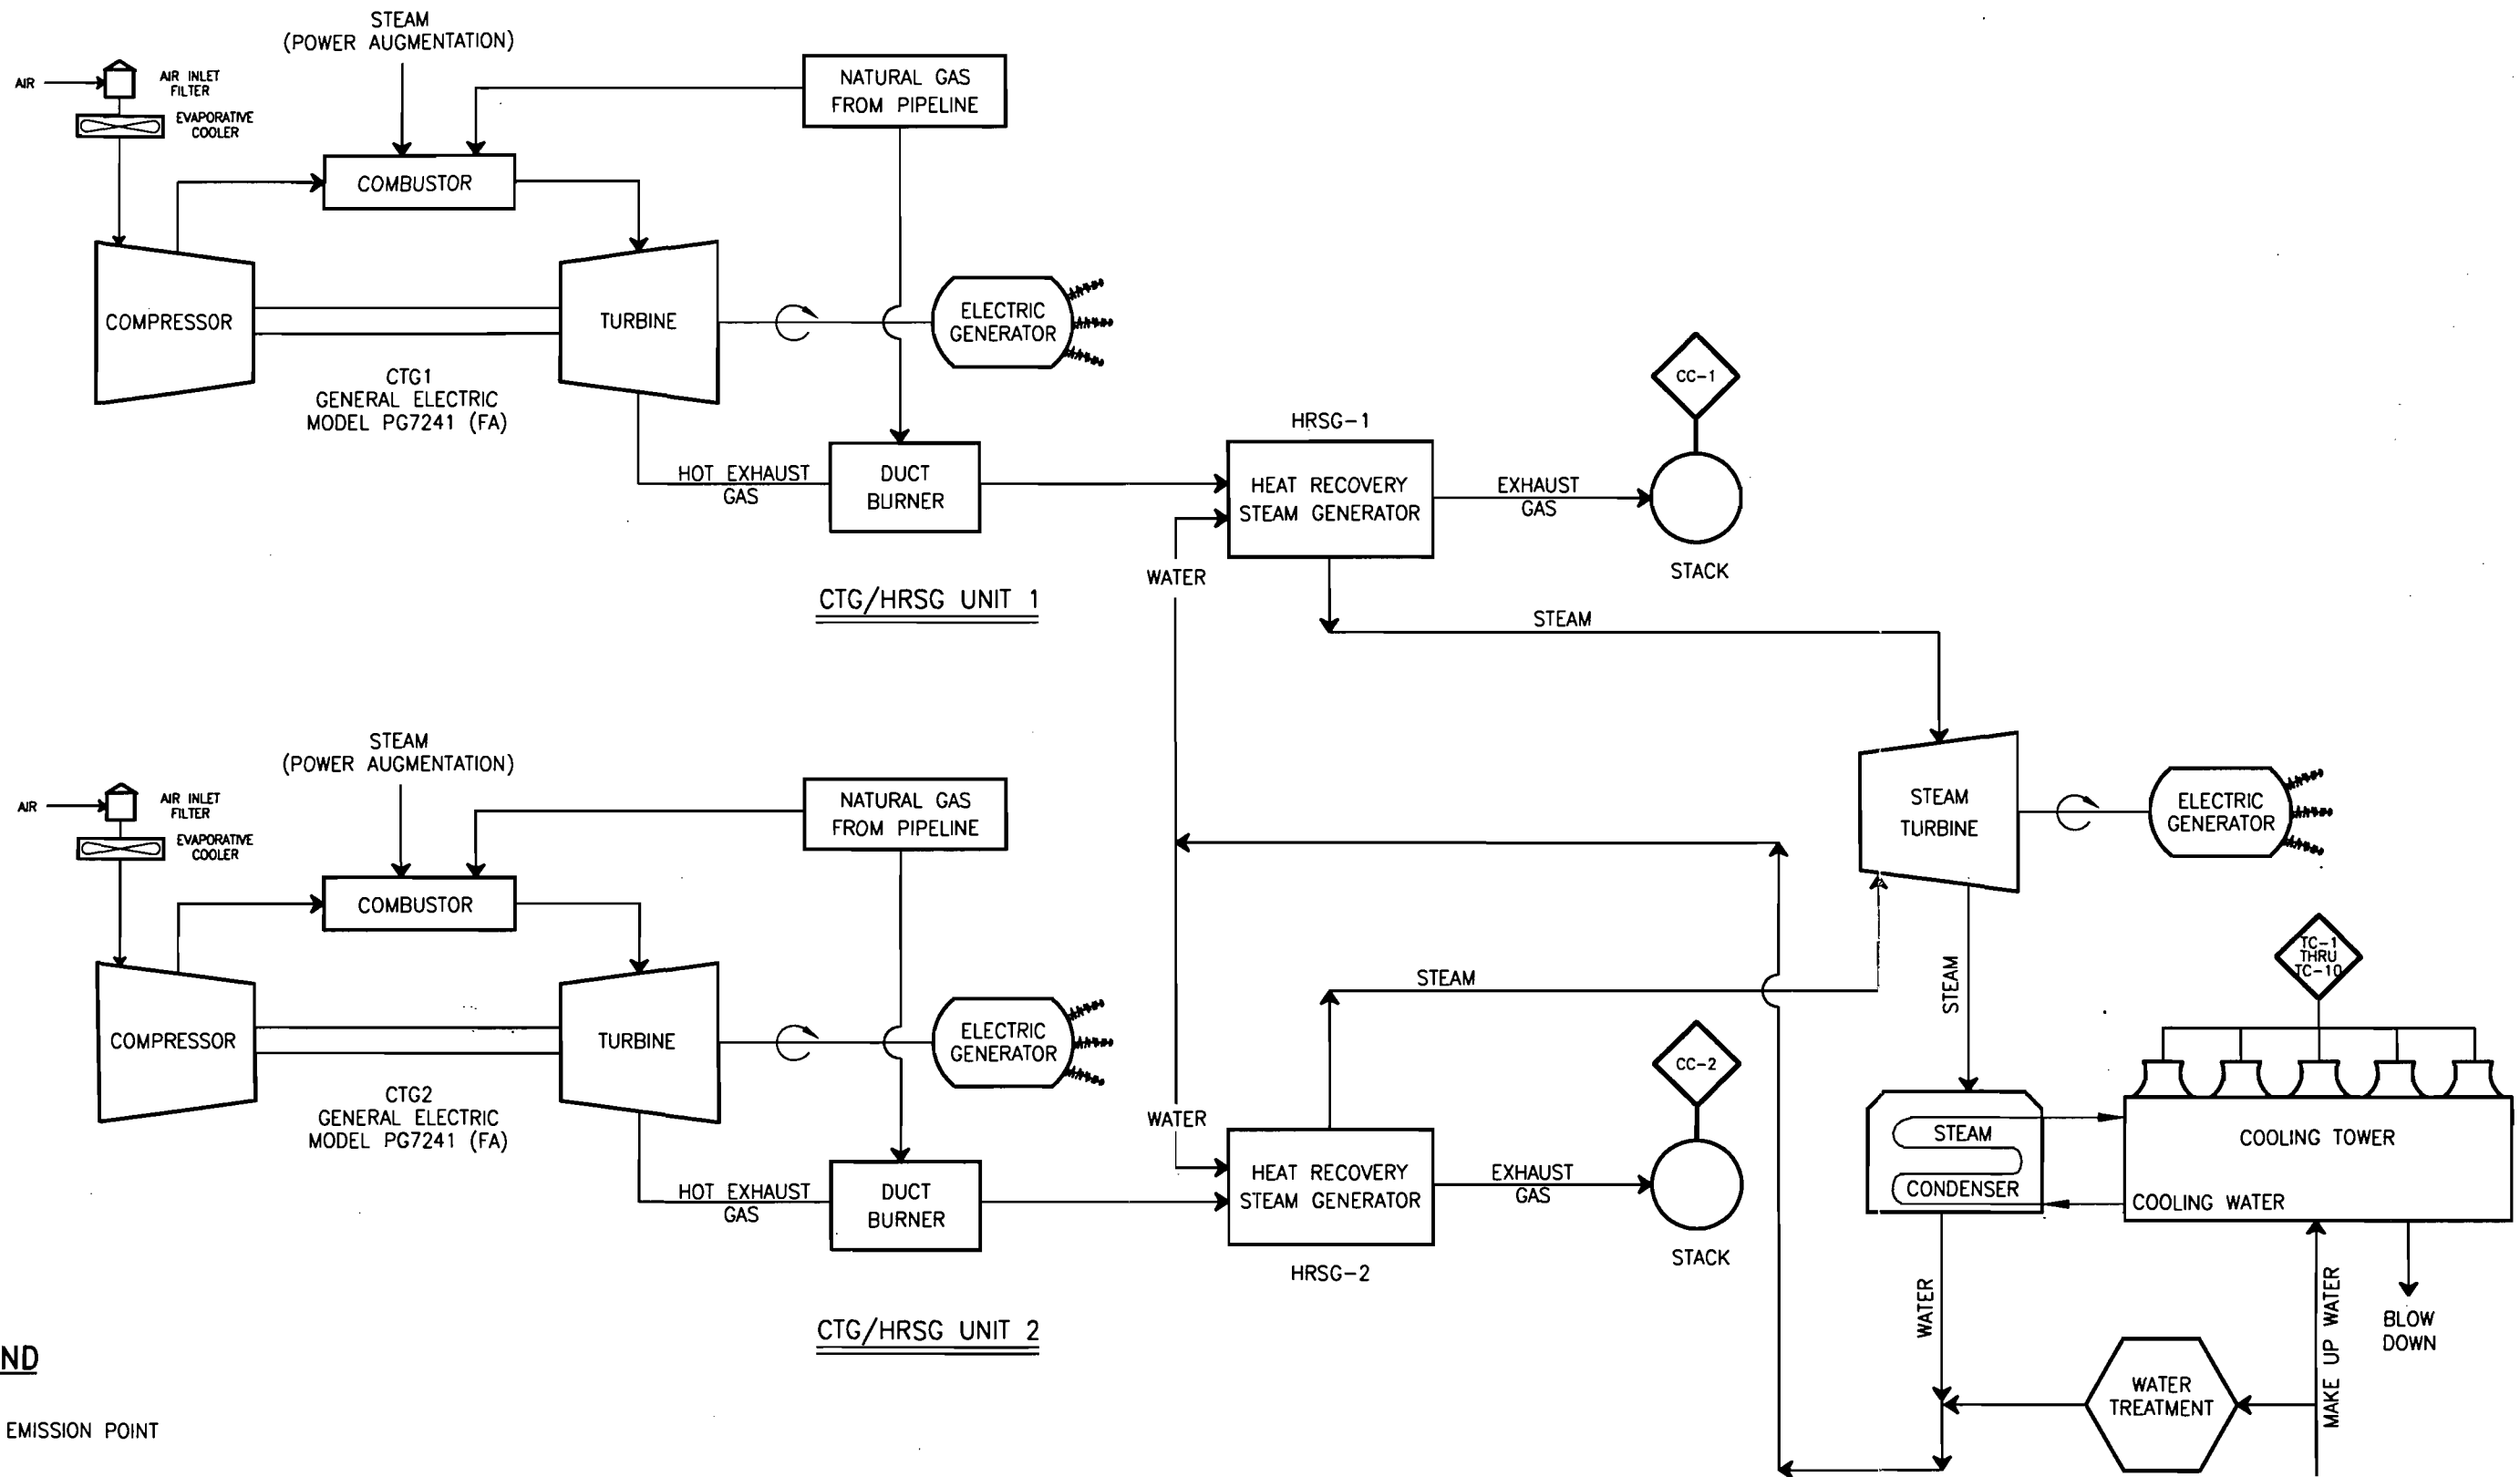 STEAM
(POWER AUGMENTATION)
AIR
AIR INLET
FILTER
EVAPORATIVE
COOLER
NATURAL GAS
FROM PIPELINE
COMBUSTOR
COMPRESSOR
TURBINE
ELECTRIC
GENERATOR
CTG1
GENERAL ELECTRIC
MODEL PG7241 (FA)
HOT EXHAUST
GAS
DUCT
BURNER
HRSG-1
HEAT RECOVERY
STEAM GENERATOR
EXHAUST
GAS
CC-1
STACK
WATER
STEAM
CTG/HRSG UNIT 1
STEAM
(POWER AUGMENTATION)
AIR
AIR INLET
FILTER
EVAPORATIVE
COOLER
NATURAL GAS
FROM PIPELINE
COMBUSTOR
COMPRESSOR
TURBINE
ELECTRIC
GENERATOR
CTG2
GENERAL ELECTRIC
MODEL PG7241 (FA)
HOT EXHAUST
GAS
DUCT
BURNER
WATER
HEAT RECOVERY
STEAM GENERATOR
HRSG-2
EXHAUST
GAS
CC-2
STACK
STEAM
CTG/HRSG UNIT 2
STEAM
TURBINE
ELECTRIC
GENERATOR
STEAM
TC-1
THRU
TC-10
STEAM
CONDENSER
COOLING TOWER
COOLING WATER
WATER
WATER
TREATMENT
MAKE UP WATER
BLOW
DOWN
ND
EMISSION POINT